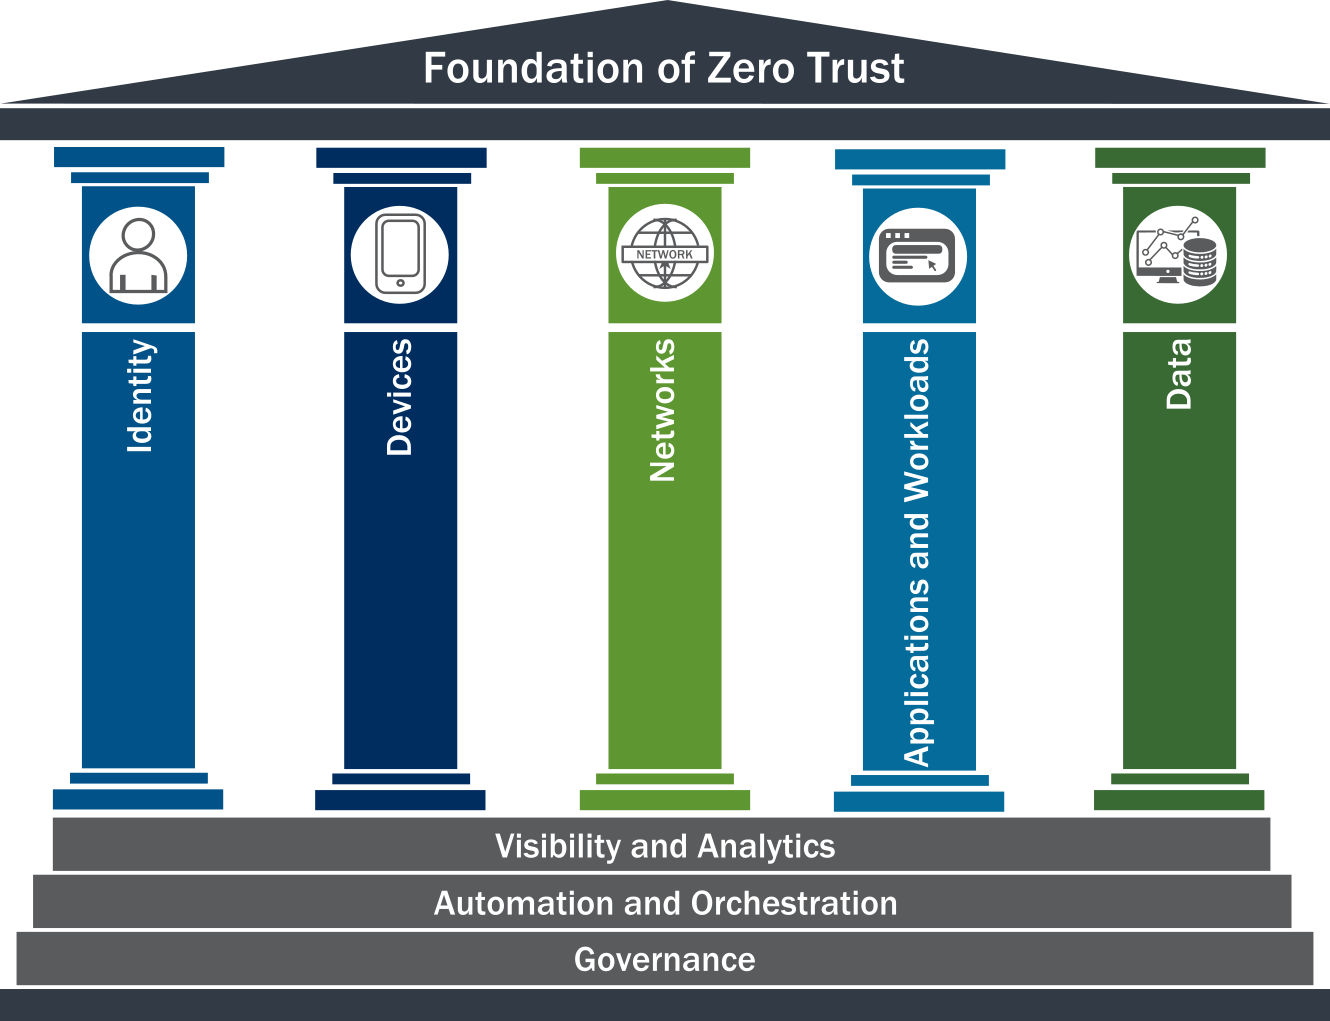 Foundation of Zero Trust
NETWORK
Identity
Devices
Networks
Applications and Workloads
Data
Visibility and Analytics
Automation and Orchestration
Governance